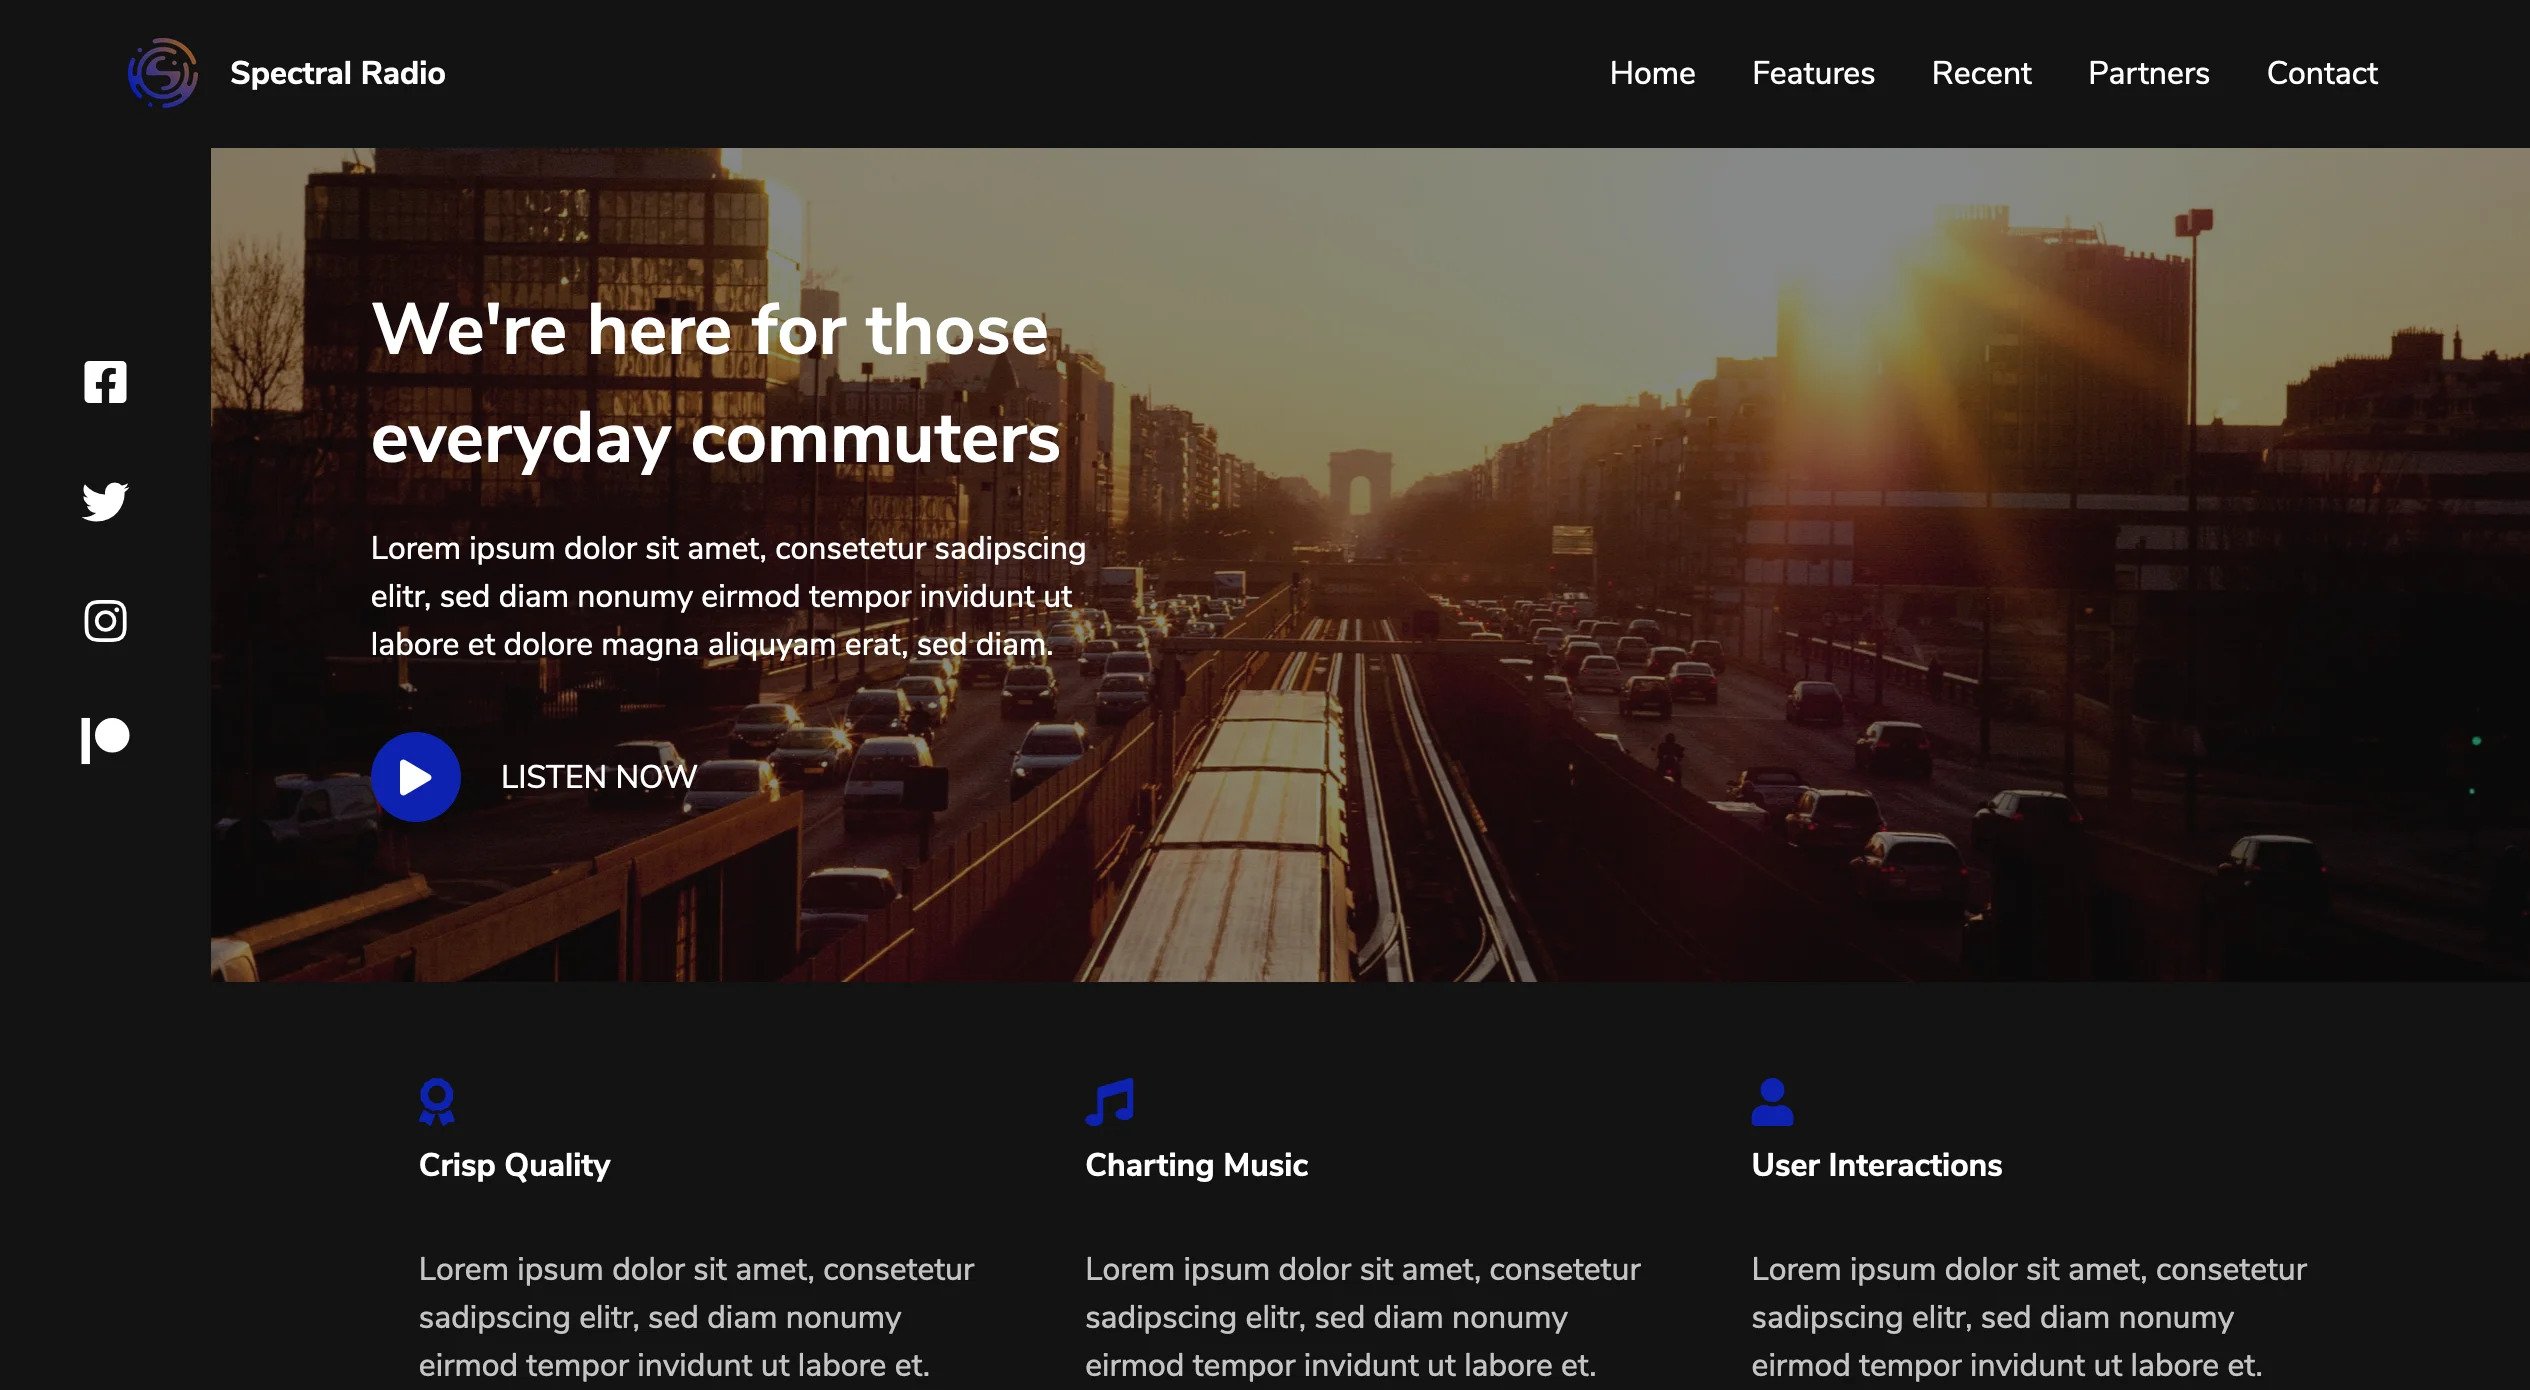 Spectral Radio
Home
Features
Recent
Partners
Contact
We're here for those
everyday commuters
Lorem ipsum dolor sit amet, consetetur sadipscing
elitr, sed diam nonumy eirmod tempor invidunt ut
labore et dolore magna aliquyam erat, sed diam.
LISTEN NOW
Crisp Quality
Lorem ipsum dolor sit amet, consetetur
sadipscing elitr, sed diam nonumy
eirmod tempor invidunt ut labore et.
Charting Music
Lorem ipsum dolor sit amet, consetetur
sadipscing elitr, sed diam nonumy
eirmod tempor invidunt ut labore et.
User Interactions
Lorem ipsum dolor sit amet, consetetur
sadipscing elitr, sed diam nonumy
eirmod tempor invidunt ut labore et.